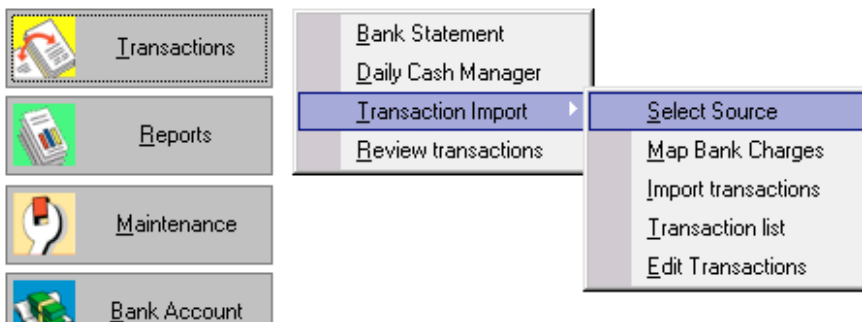 Transactions
Reports
Maintenance
Bank Account
Bank Statement
Daily Cash Manager
Transaction Import
Review transactions
Select Source
Map Bank Charges
Import transactions
Transaction list
Edit Transactions